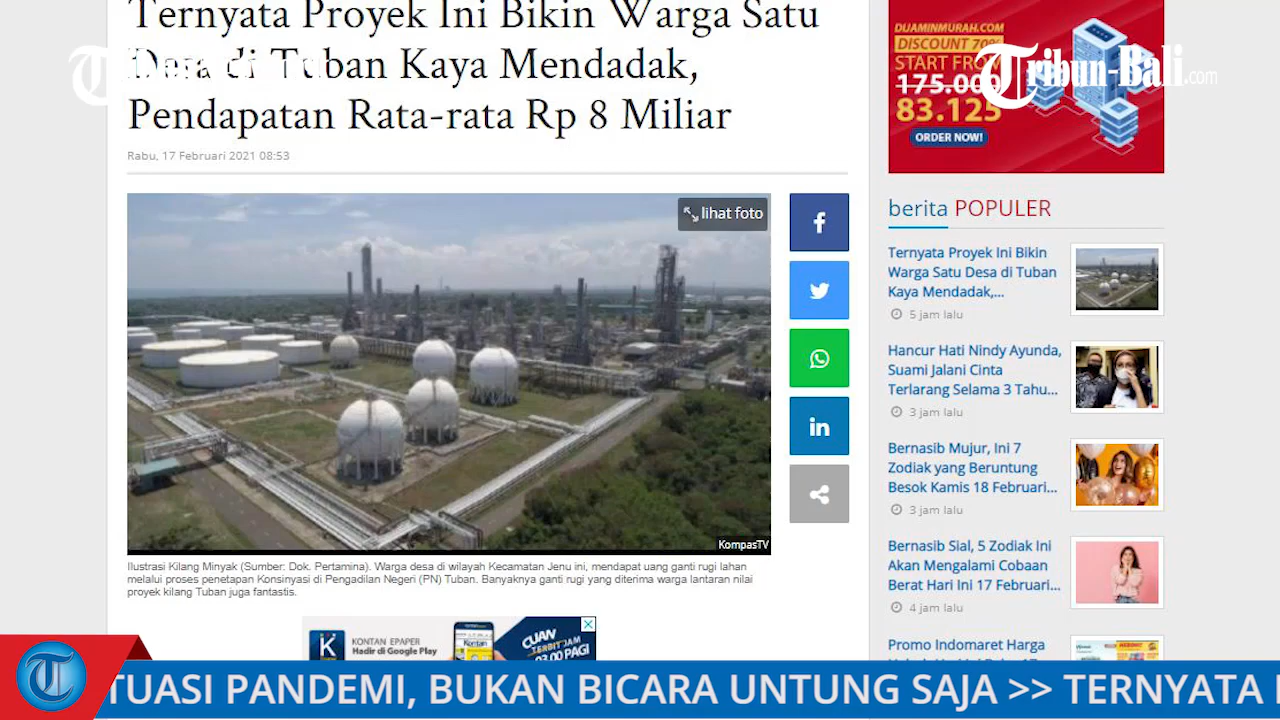 Ternyata Proyek Ini Bikin Warga Satu
Desa di Tuban Kaya Mendadak,
Pendapatan Rata-rata Rp 8 Miliar
Rabu, 17 Februari 2021 08:53
lihat foto
KompasTV
Ilustrasi Kilang Minyak (Sumber: Dok. Pertamina). Warga desa di wilayah Kecamatan Jenu ini, mendapat uang ganti rugi lahan
melalui proses penetapan Konsinyasi di Pengadilan Negeri (PN) Tuban. Banyaknya ganti rugi yang diterima warga lantaran nilai
proyek kilang Tuban juga fantastis.
KONTAN EPAPER
Hadir di Google Play
Kontan
CUAN
TERBIT JAM
03.00 PAGI
DIJAMINMURAH.COM
DISCOUNT 70%
START FROM
175.000
83.125
ORDER NOW!
Tribun-Bali.com
berita POPULER
Ternyata Proyek Ini Bikin
Warga Satu Desa di Tuban
Kaya Mendadak,...
5 jam lalu
Hancur Hati Nindy Ayunda,
Suami Jalani Cinta
Terlarang Selama 3 Tahu...
3 jam lalu
Bernasib Mujur, Ini 7
Zodiak yang Beruntung
Besok Kamis 18 Februari...
3 jam lalu
Bernasib Sial, 5 Zodiak Ini
Akan Mengalami Cobaan
Berat Hari Ini 17 Februari...
4 jam lalu
Promo Indomaret Harga
TUASI PANDEMI, BUKAN BICARA UNTUNG SAJA >> TERNYATA